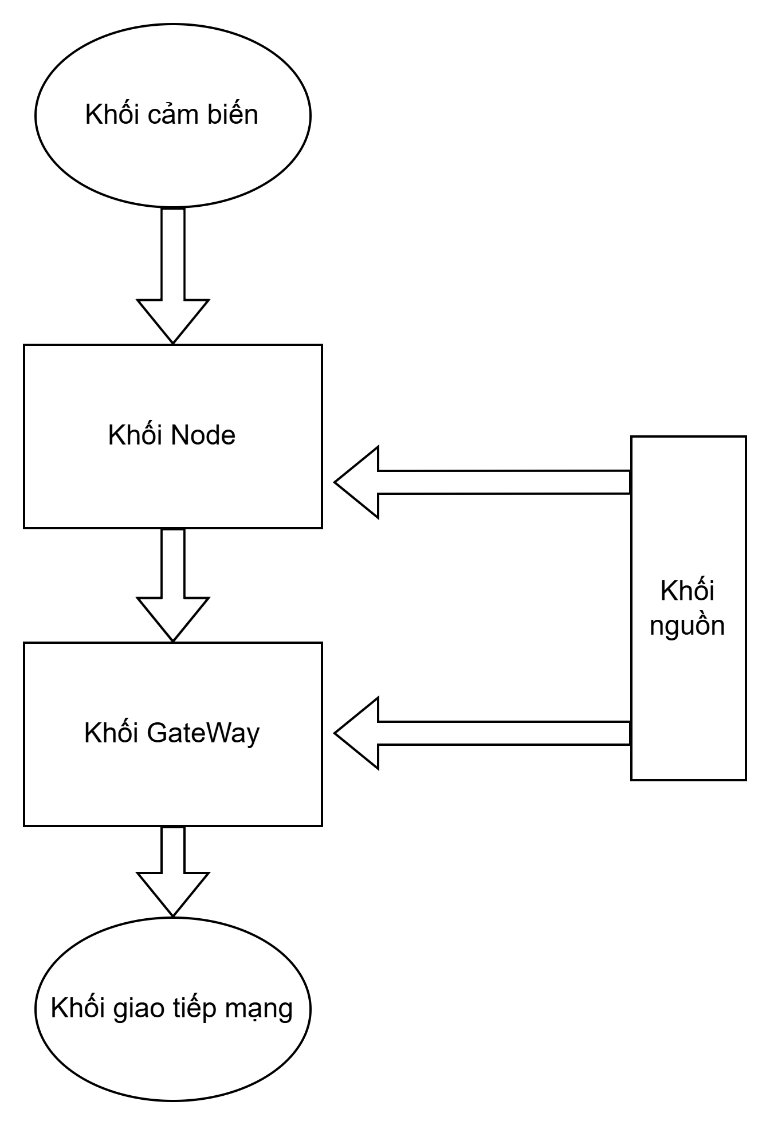 Khối cảm biến
Khối Node
Khối
nguồn
Khối GateWay
Khối giao tiếp mạng